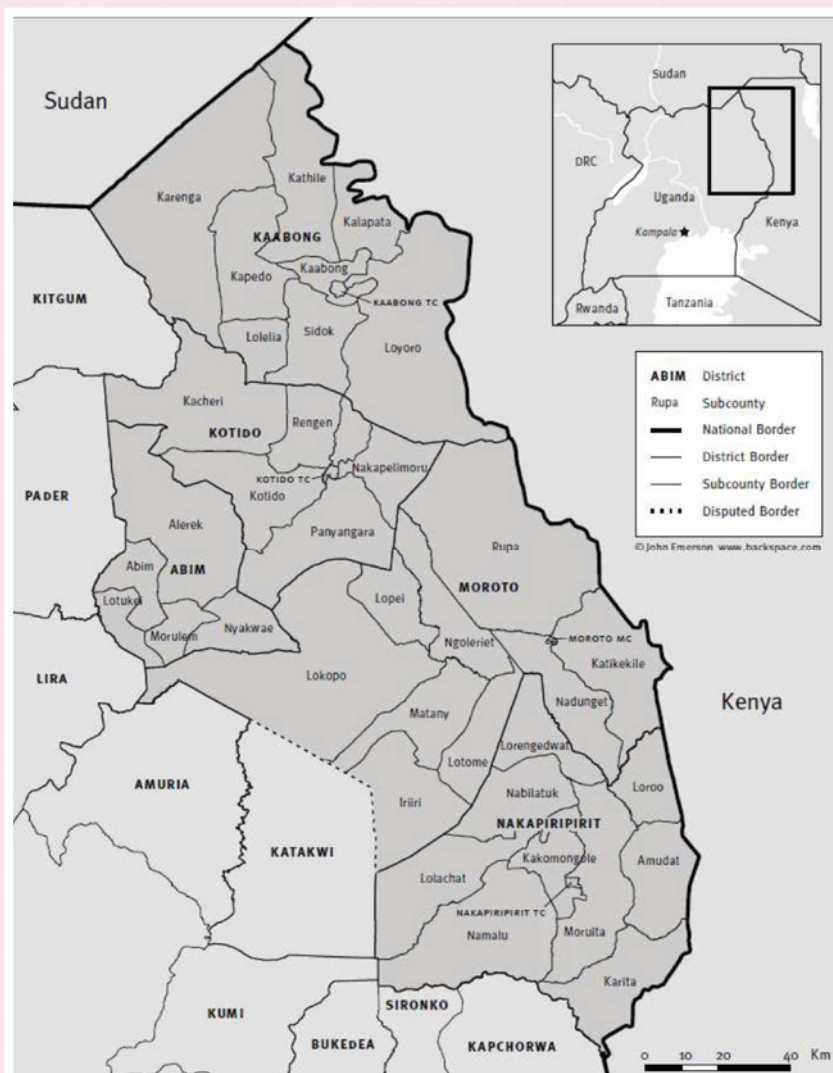 Sudan
Karenga
Kathile
Kalapata
KAABONG
Kaabong
Kapedo
KAABONG TC
KITGUM
Lolelia
Sidok
Loyoro
Kacheri
KOTIDO
Rengen
KOTIDO TC
Nakapelimoru
Kotido
PADER
Alerek
Panyangara
Rupa
Abim
ABIM
MOROTO
Lotukei
Lopei
Morulem
Nyakwae
Ngoleriet
MOROTO MC
Katikekile
LIRA
Lokopo
Nadunget
Kenya
Matany
Lorengedwat
Lotome
AMURIA
Iriiri
Nabilatuk
Loroo
NAKAPIRIPIRIT
KATAKWI
Kakomongole
Amudat
Lolachat
NAKAPIRIPIRIT TC
Namalu
Moruita
Karita
SIRONKO
KUMI
BUKEDEA
KAPCHORWA
Sudan
DRC
Uganda
Kampala
Kenya
Rwanda
Tanzania
ABIM District
Rupa Subcounty
National Border
District Border
Subcounty Border
Disputed Border
© John Emerson www.backspace.com
0 10 20 40 Km